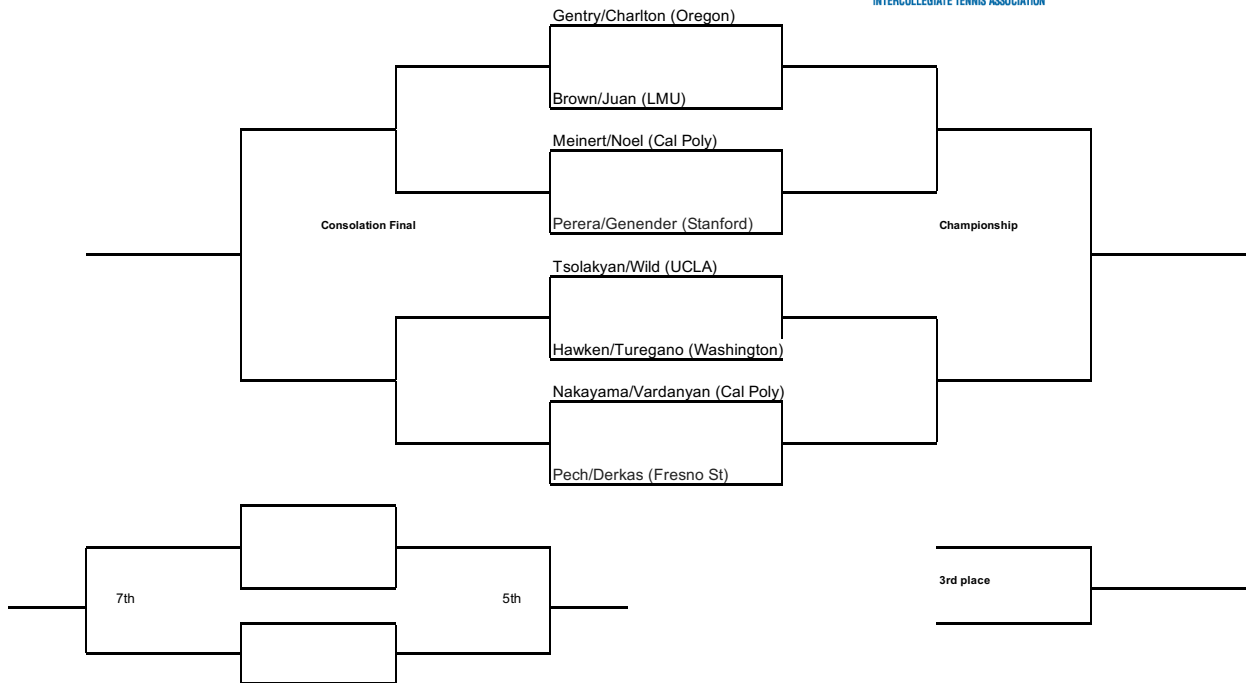 INTERCOLLEGIATE TENNIS ASSOCIATION
Gentry/Charlton (Oregon)
Brown/Juan (LMU)
Meinert/Noel (Cal Poly)
Perera/Genender (Stanford)
Consolation Final
Championship
Tsolakyan/Wild (UCLA)
Hawken/Turegano (Washington)
Nakayama/Vardanyan (Cal Poly)
Pech/Derkas (Fresno St)
3rd place
7th
5th